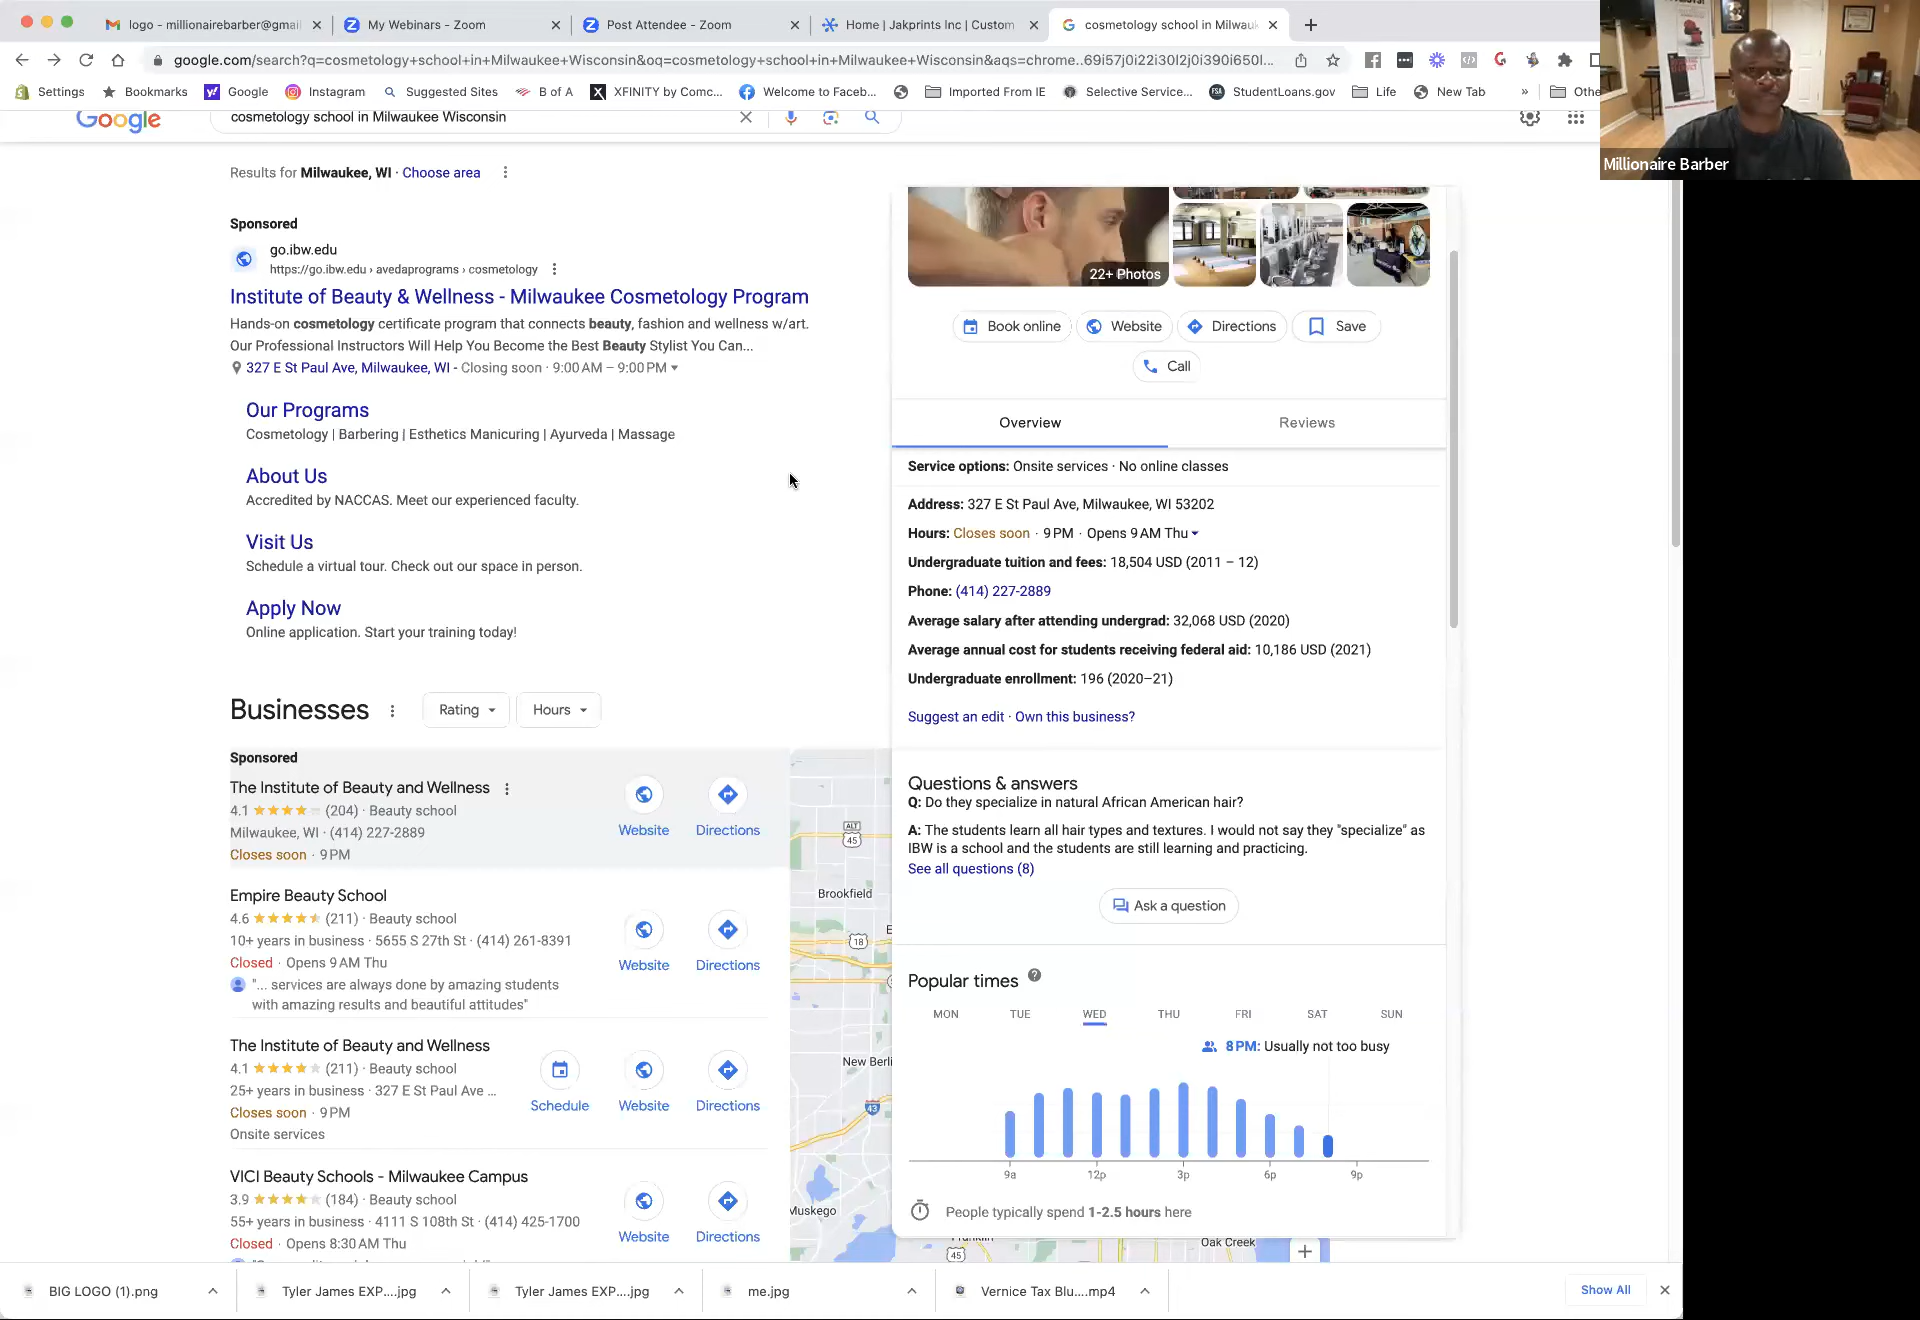 logo - millionairebarber@gmai
My Webinars - Zoom
Post Attendee - Zoom
Home | Jakprints Inc | Custom
cosmetology school in Milwauk
google.com/search?q=cosmetology+school+in+Milwaukee+Wisconsin&oq=cosmetology+school+in+Milwaukee+Wisconsin&aqs=chrome..69i57j0i22i30l2j0i390i650l...
Settings
Bookmarks
Google
Instagram
Suggested Sites
B of A
XFINITY by Comc...
Welcome to Faceb...
Imported From IE
Selective Service...
StudentLoans.gov
Life
New Tab
»
Othe
Millionaire Barber
Google
cosmetology school in Milwaukee Wisconsin
Results for Milwaukee, WI · Choose area
Sponsored
go.ibw.edu
https://go.ibw.edu › avedaprograms › cosmetology
Institute of Beauty & Wellness - Milwaukee Cosmetology Program
Hands-on cosmetology certificate program that connects beauty, fashion and wellness w/art.
Our Professional Instructors Will Help You Become the Best Beauty Stylist You Can...
327 E St Paul Ave, Milwaukee, WI - Closing soon · 9:00 AM – 9:00 PM
Our Programs
Cosmetology | Barbering | Esthetics Manicuring | Ayurveda | Massage
About Us
Accredited by NACCAS. Meet our experienced faculty.
Visit Us
Schedule a virtual tour. Check out our space in person.
Apply Now
Online application. Start your training today!
Businesses
Rating
Hours
Sponsored
The Institute of Beauty and Wellness
4.1 (204) · Beauty school
Milwaukee, WI · (414) 227-2889
Closes soon · 9 PM
Website
Directions
Empire Beauty School
4.6 (211) · Beauty school
10+ years in business · 5655 S 27th St · (414) 261-8391
Closed · Opens 9 AM Thu
"... services are always done by amazing students
with amazing results and beautiful attitudes"
Website
Directions
The Institute of Beauty and Wellness
4.1 (211) · Beauty school
25+ years in business · 327 E St Paul Ave ...
Closes soon · 9 PM
Onsite services
Schedule
Website
Directions
VICI Beauty Schools - Milwaukee Campus
3.9 (184) · Beauty school
55+ years in business · 4111 S 108th St · (414) 425-1700
Closed · Opens 8:30 AM Thu
Website
Directions
ALT
45
Brookfield
E
18
New Berli
43
Muskego
45
Oak Creek
22+ Photos
Book online
Website
Directions
Save
Call
Overview
Reviews
Service options: Onsite services · No online classes
Address: 327 E St Paul Ave, Milwaukee, WI 53202
Hours: Closes soon · 9 PM · Opens 9 AM Thu
Undergraduate tuition and fees: 18,504 USD (2011 – 12)
Phone: (414) 227-2889
Average salary after attending undergrad: 32,068 USD (2020)
Average annual cost for students receiving federal aid: 10,186 USD (2021)
Undergraduate enrollment: 196 (2020–21)
Suggest an edit · Own this business?
Questions & answers
Q: Do they specialize in natural African American hair?
A: The students learn all hair types and textures. I would not say they "specialize" as
IBW is a school and the students are still learning and practicing.
See all questions (8)
Ask a question
Popular times
MON TUE WED THU FRI SAT SUN
8 PM: Usually not too busy
9a 12p 3p 6p 9p
People typically spend 1-2.5 hours here
BIG LOGO (1).png
Tyler James EXP....jpg
Tyler James EXP....jpg
me.jpg
Vernice Tax Blu....mp4
Show All